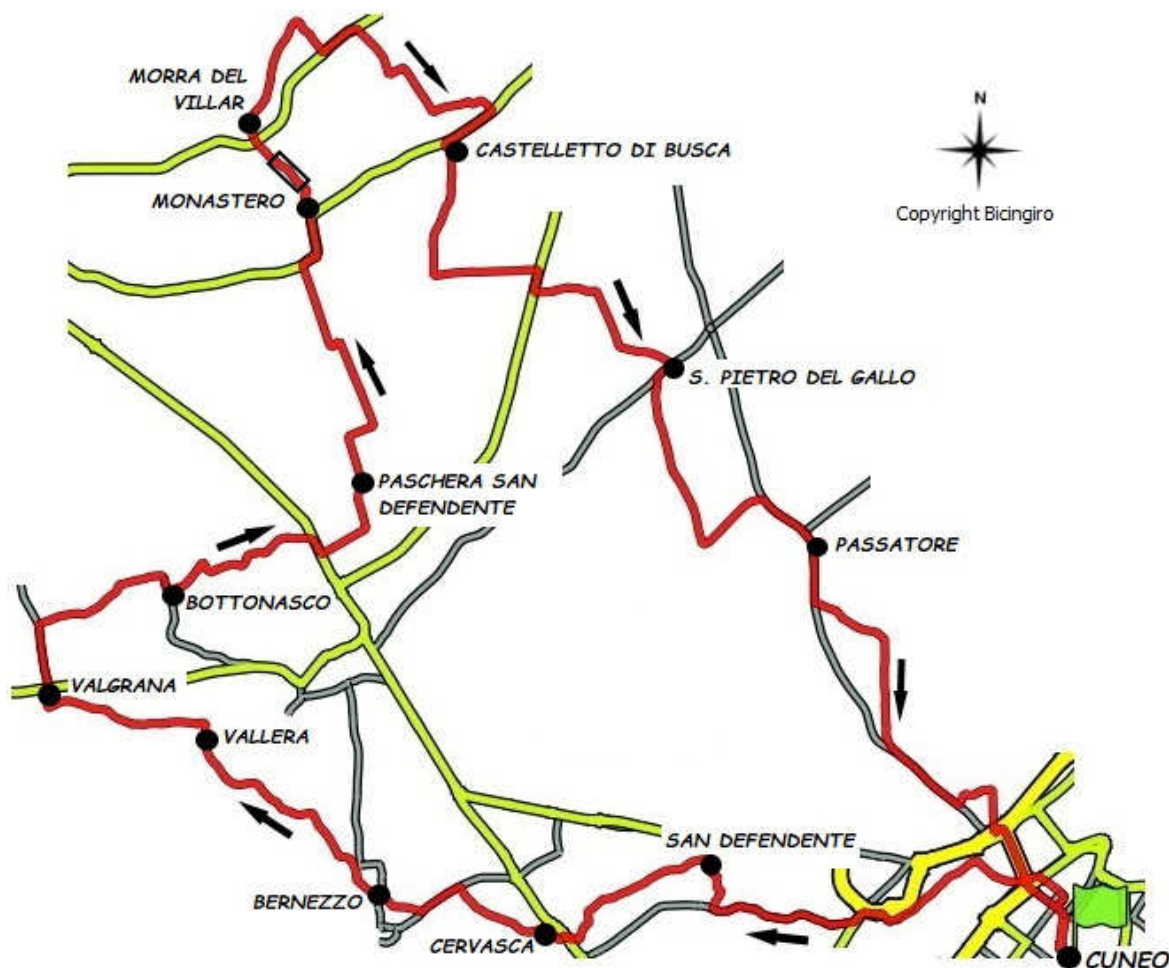 MORRA DEL
VILLAR
N
CASTELLETTO DI BUSCA
MONASTERO
Copyright Bicingiro
S. PIETRO DEL GALLO
PASCHERA SAN
DEFENDENTE
PASSATORE
BOTTONASCO
VALGRANA
VALLERA
SAN DEFENDENTE
BERNEZZO
CERVASCA
CUNEO